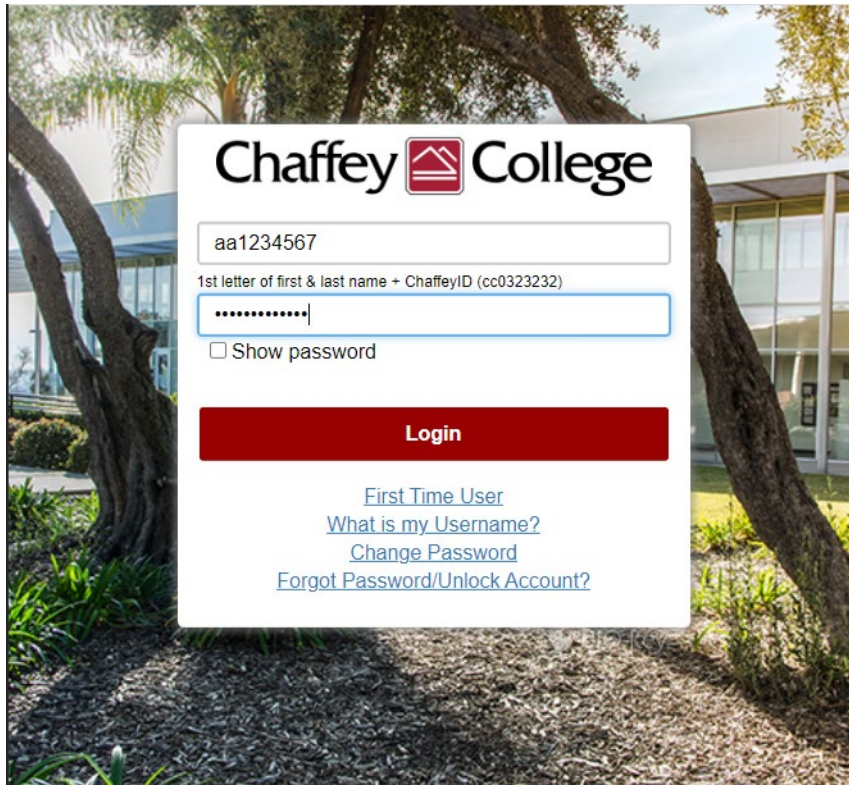 Chaffey College
aa1234567
1st letter of first & last name + ChaffeyID (cc0323232)
•••••••••••••
Show password
Login
First Time User
What is my Username?
Change Password
Forgot Password/Unlock Account?